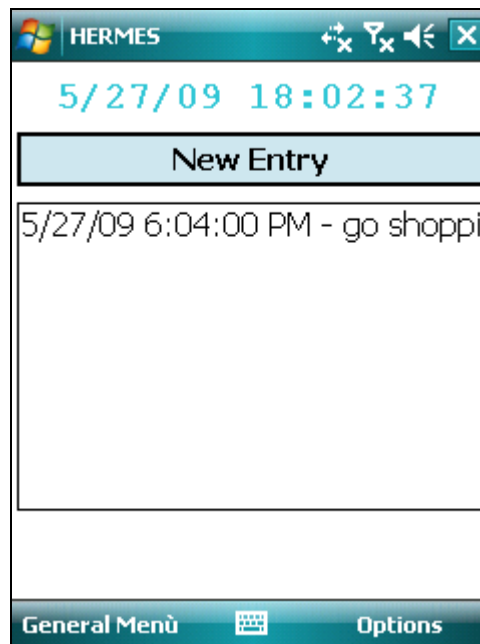 HERMES
5/27/09 18:02:37
New Entry
5/27/09 6:04:00 PM - go shoppi
General Menù
Options